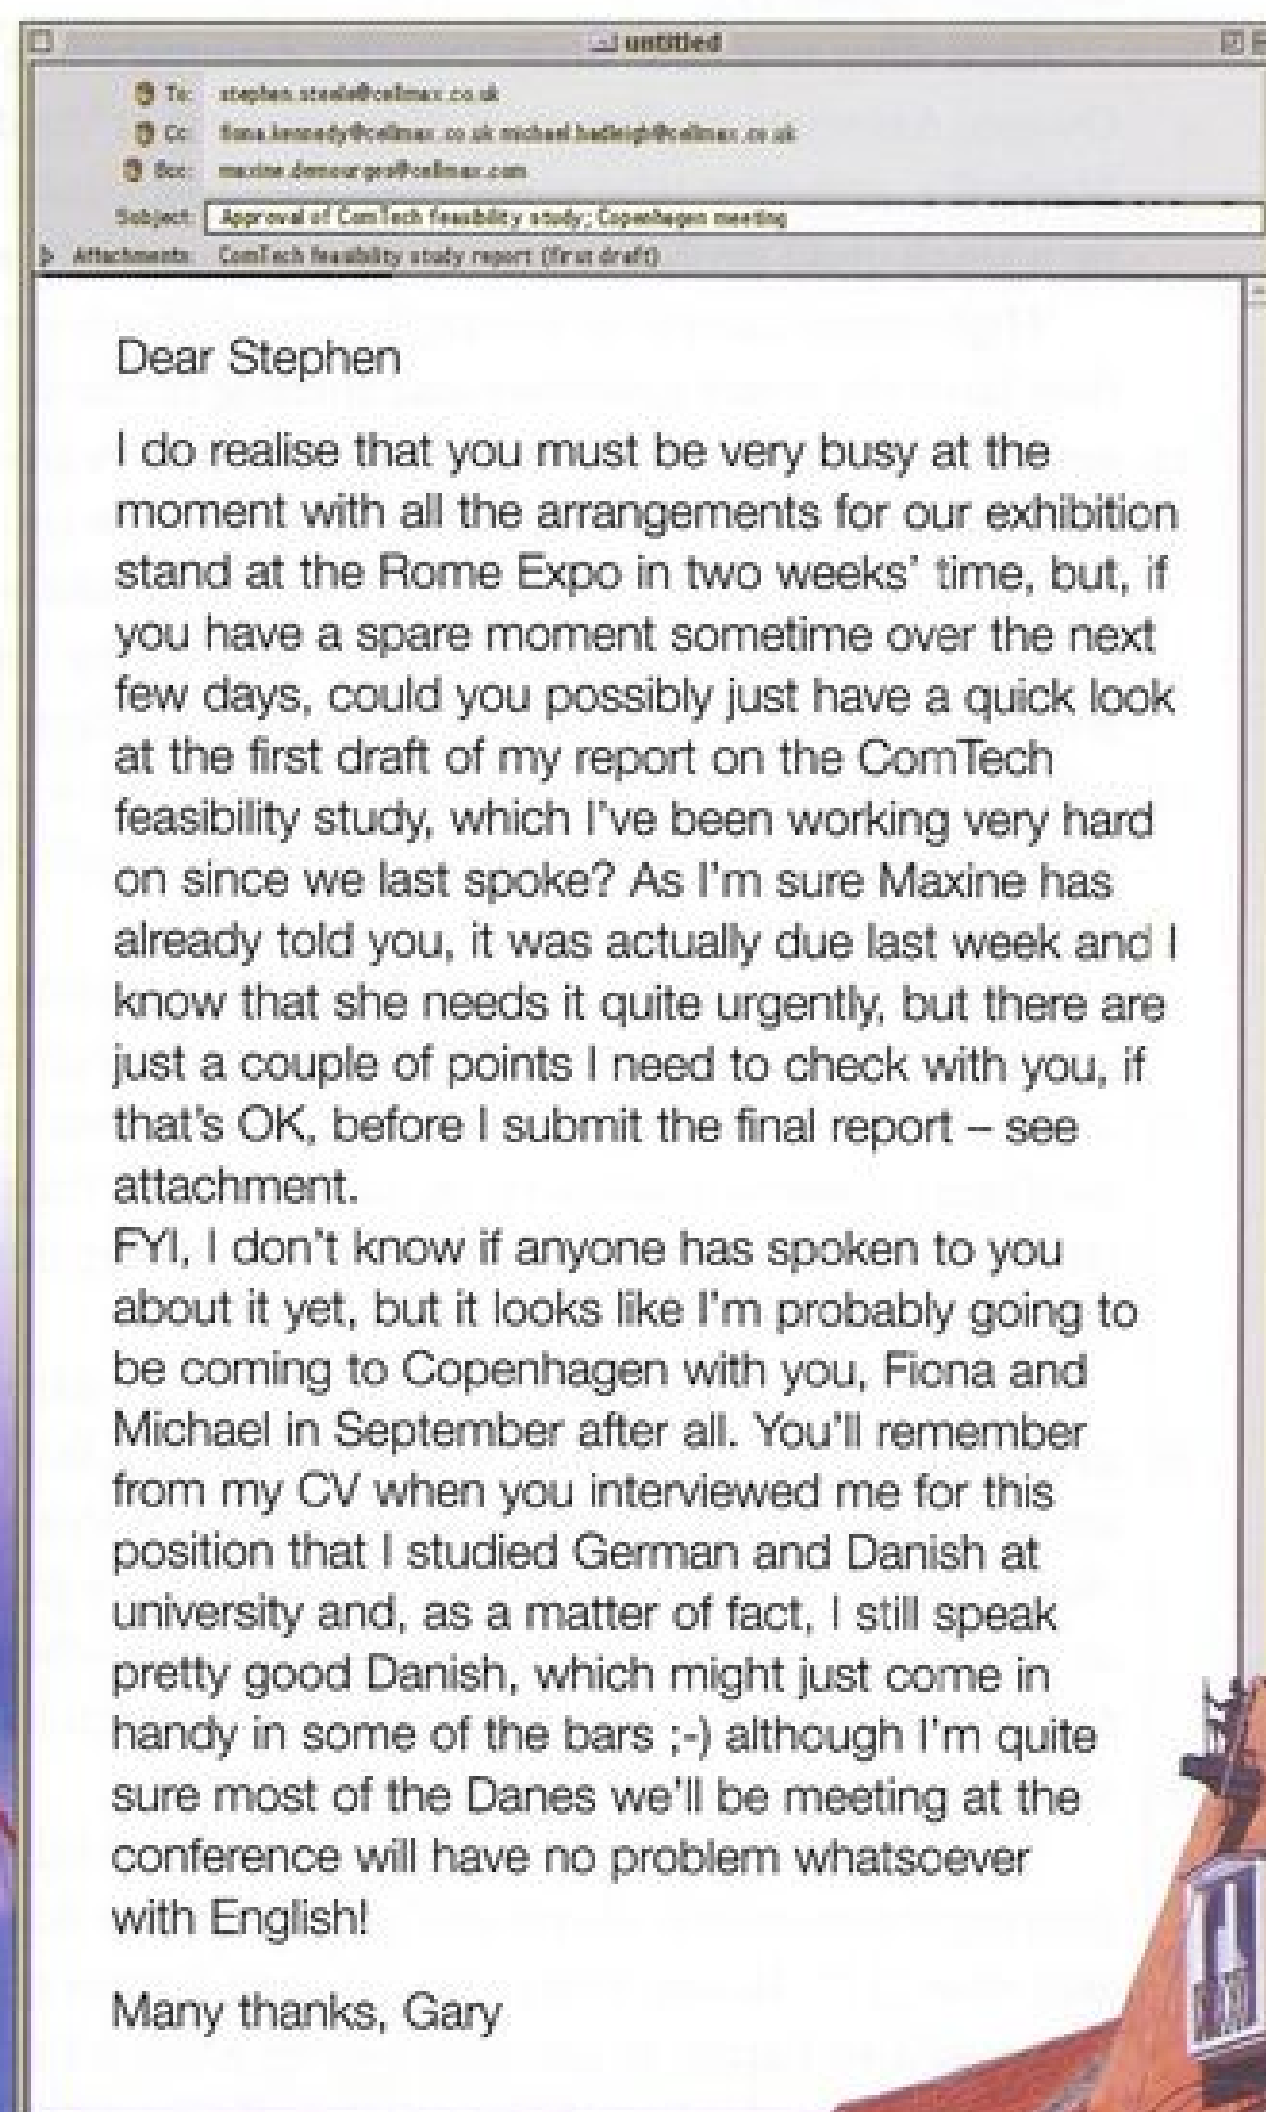 untitled
To: stephen.steele@cellmax.co.uk
Cc: fiona.kennedy@cellmax.co.uk michael.hadleigh@cellmax.co.uk
Bcc: maxine.demourges@cellmax.com
Subject: Approval of ComTech feasibility study; Copenhagen meeting
Attachments: ComTech feasibility study report (first draft)
Dear Stephen
I do realise that you must be very busy at the
moment with all the arrangements for our exhibition
stand at the Rome Expo in two weeks' time, but, if
you have a spare moment sometime over the next
few days, could you possibly just have a quick look
at the first draft of my report on the ComTech
feasibility study, which I've been working very hard
on since we last spoke? As I'm sure Maxine has
already told you, it was actually due last week and I
know that she needs it quite urgently, but there are
just a couple of points I need to check with you, if
that's OK, before I submit the final report – see
attachment.
FYI, I don't know if anyone has spoken to you
about it yet, but it looks like I'm probably going to
be coming to Copenhagen with you, Fiona and
Michael in September after all. You'll remember
from my CV when you interviewed me for this
position that I studied German and Danish at
university and, as a matter of fact, I still speak
pretty good Danish, which might just come in
handy in some of the bars ;-) although I'm quite
sure most of the Danes we'll be meeting at the
conference will have no problem whatsoever
with English!
Many thanks, Gary